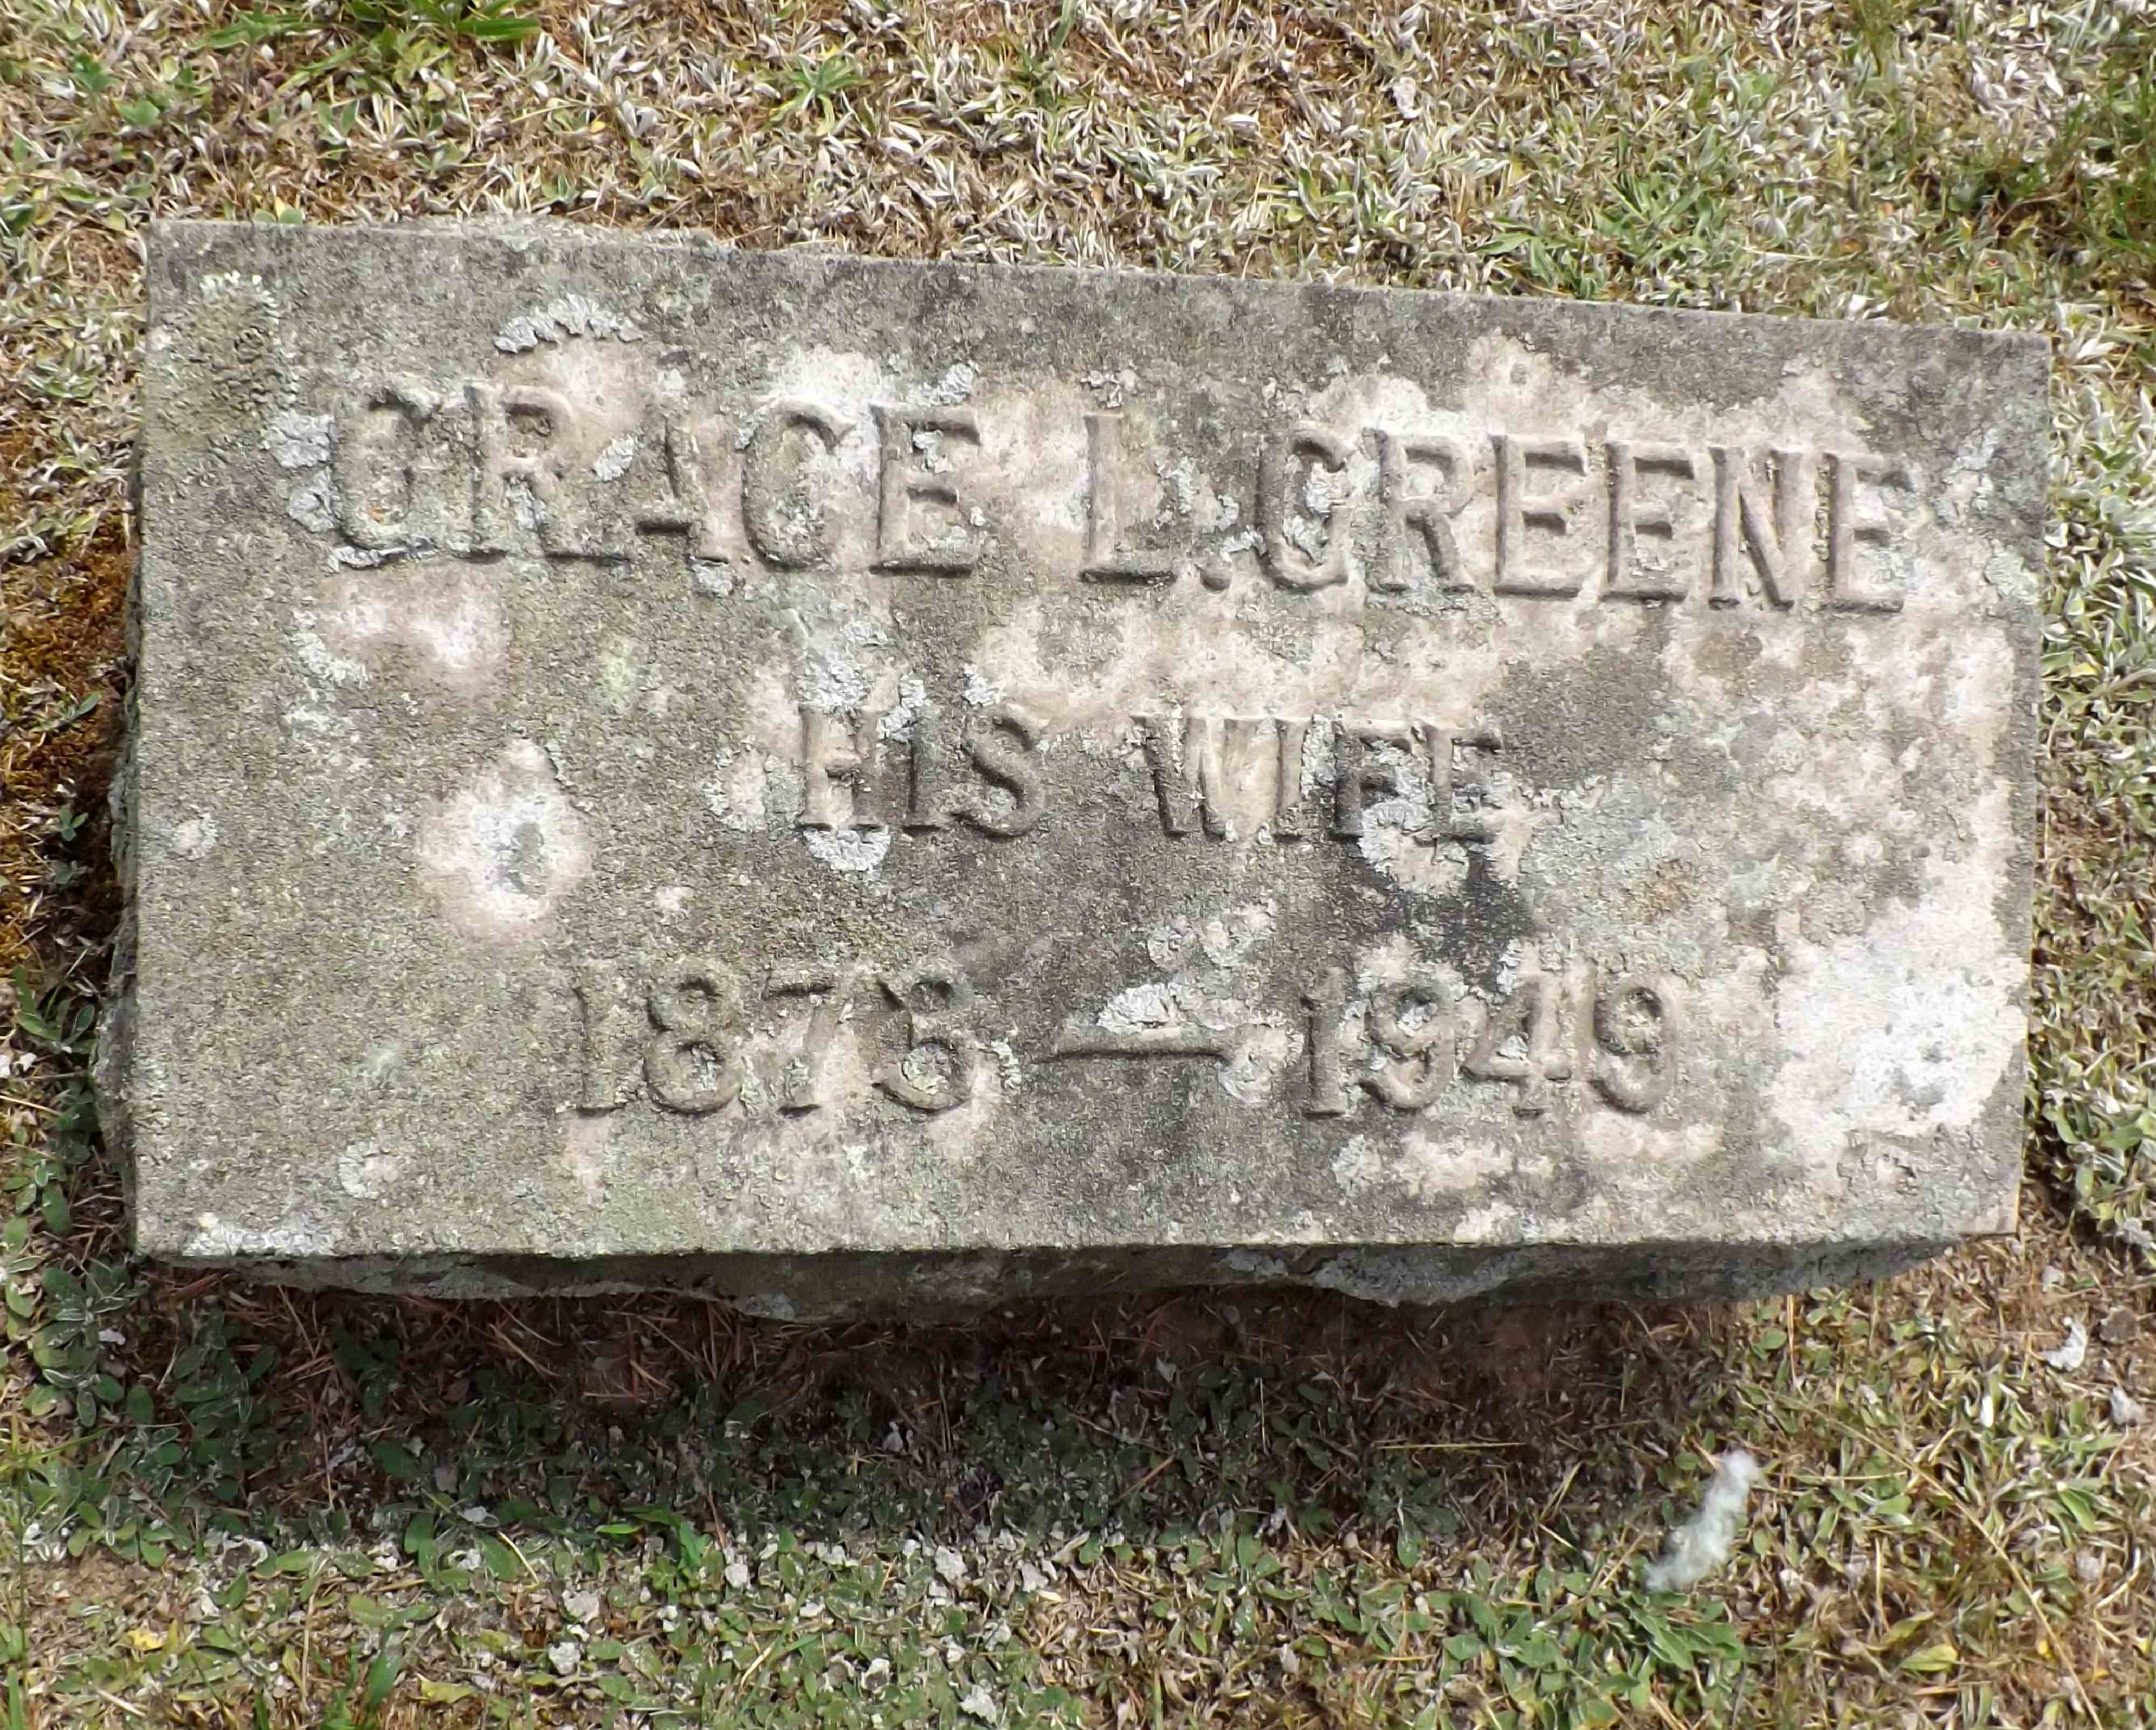 GRACE L. GREENE
HIS WIFE
1876 — 1949